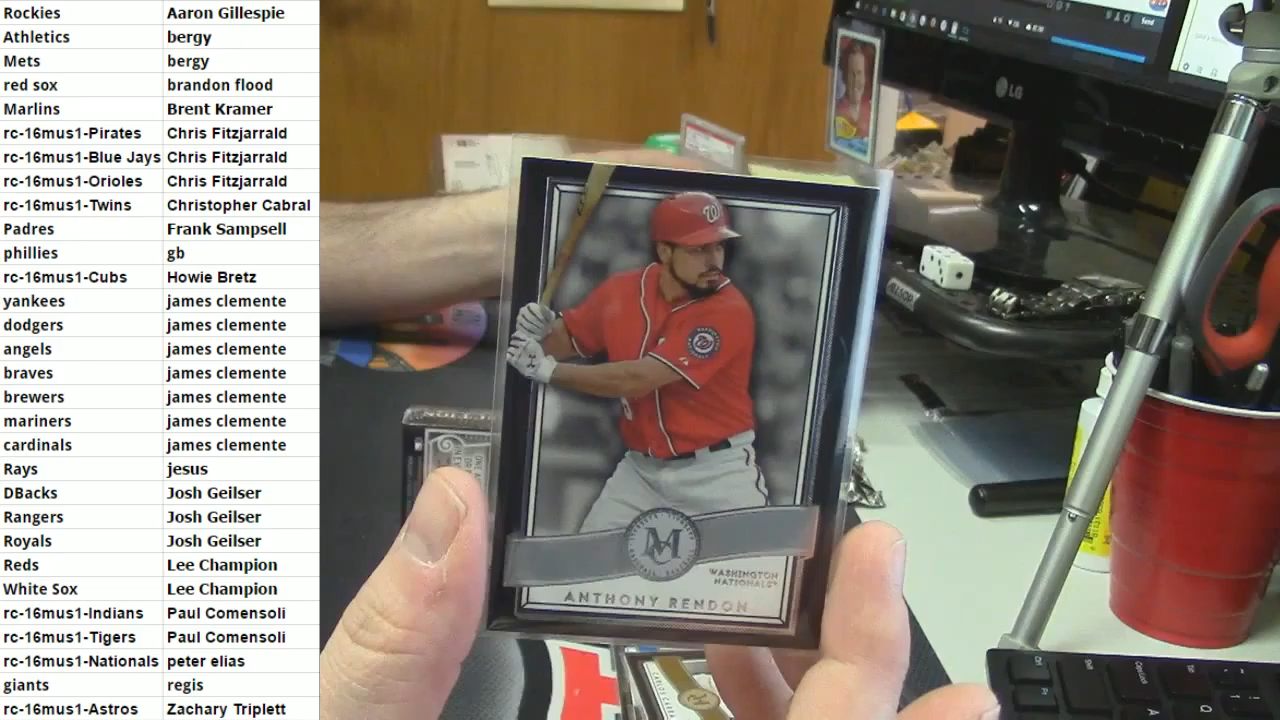 Rockies Aaron Gillespie
Athletics bergy
Mets bergy
red sox brandon flood
Marlins Brent Kramer
rc-16mus1-Pirates Chris Fitzjarrald
rc-16mus1-Blue Jays Chris Fitzjarrald
rc-16mus1-Orioles Chris Fitzjarrald
rc-16mus1-Twins Christopher Cabral
Padres Frank Sampsell
phillies gb
rc-16mus1-Cubs Howie Bretz
yankees james clemente
dodgers james clemente
angels james clemente
braves james clemente
brewers james clemente
mariners james clemente
cardinals james clemente
Rays jesus
DBacks Josh Geilser
Rangers Josh Geilser
Royals Josh Geilser
Reds Lee Champion
White Sox Lee Champion
rc-16mus1-Indians Paul Comensoli
rc-16mus1-Tigers Paul Comensoli
rc-16mus1-Nationals peter elias
giants regis
rc-16mus1-Astros Zachary Triplett
LG
Send
ALLSOP
W
M
WASHINGTON
NATIONALS
ANTHONY RENDON
CARLOS